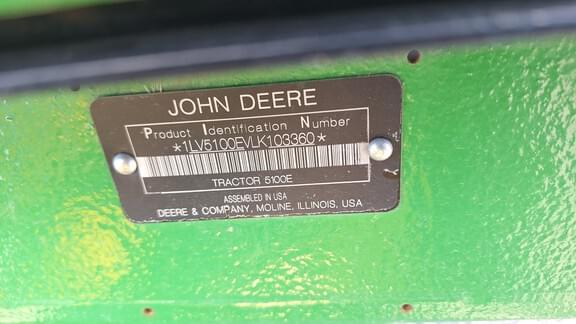 JOHN DEERE
Product Identification Number
*1LV5100EVLK103360*
TRACTOR 5100E
ASSEMBLED IN USA
DEERE & COMPANY, MOLINE, ILLINOIS, USA